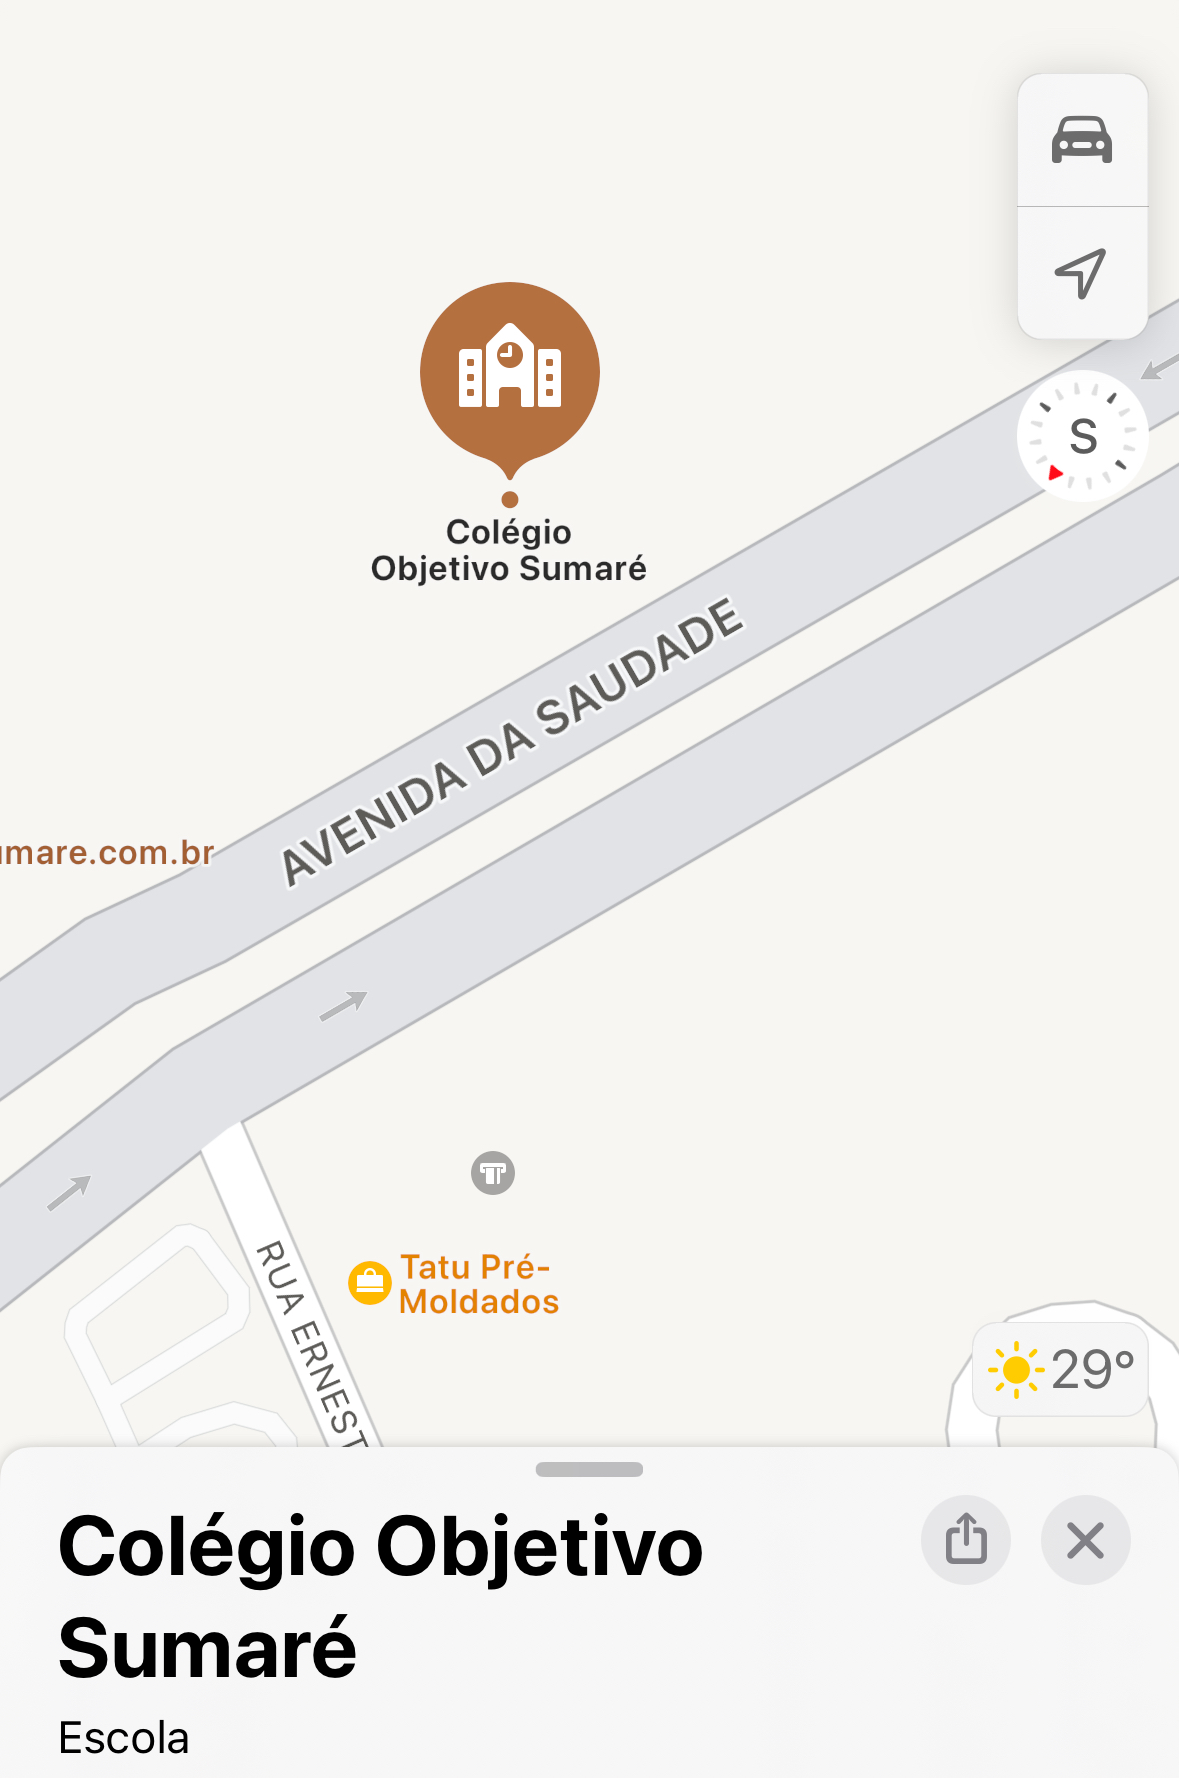 S
Colégio
Objetivo Sumaré
AVENIDA DA SAUDADE
umare.com.br
RUA ERNEST
Tatu Pré-
Moldados
29°
Colégio Objetivo
Sumaré
Escola